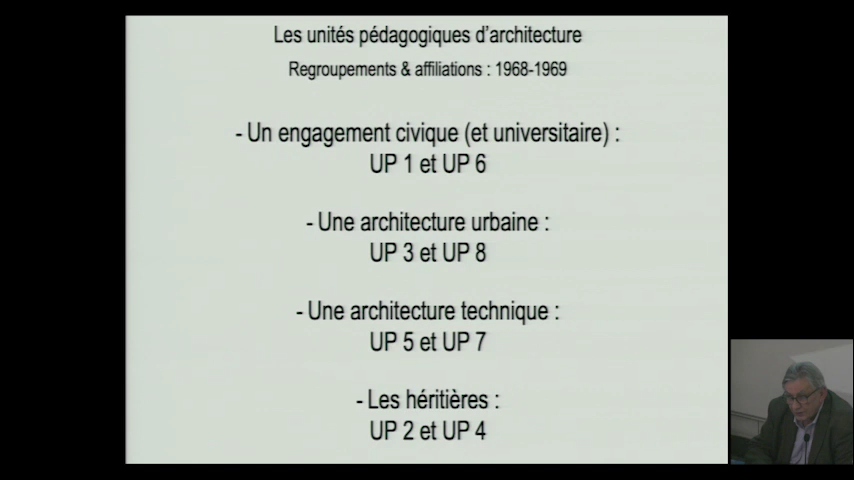 Les unités pédagogiques d'architecture
Regroupements & affiliations : 1968-1969
- Un engagement civique (et universitaire) :
UP 1 et UP 6
- Une architecture urbaine :
UP 3 et UP 8
- Une architecture technique :
UP 5 et UP 7
- Les héritières :
UP 2 et UP 4